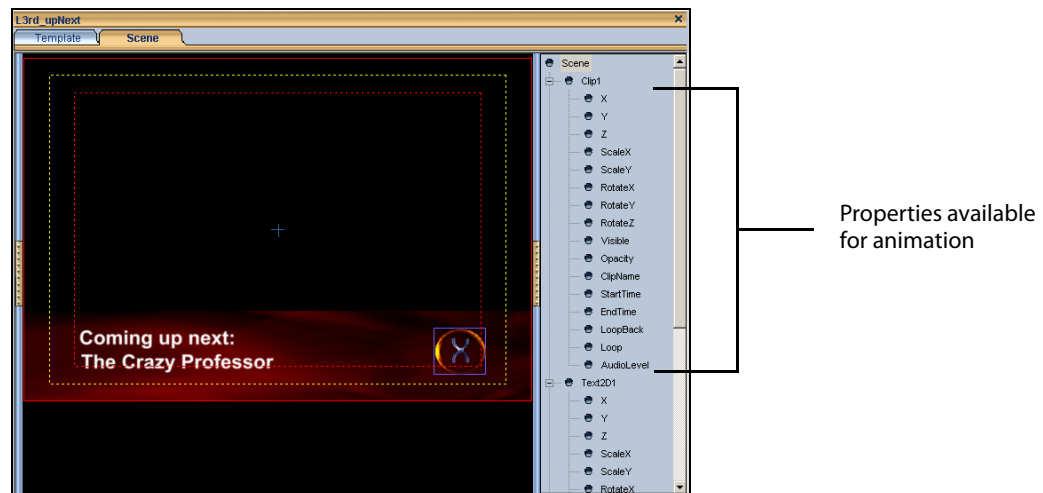 L3rd_upNext
Template
Scene
Coming up next:
The Crazy Professor
Scene
Clip1
X
Y
Z
ScaleX
ScaleY
RotateX
RotateY
RotateZ
Visible
Opacity
ClipName
StartTime
EndTime
LoopBack
Loop
AudioLevel
Text2D1
X
Y
Z
ScaleX
ScaleY
RotateX
Properties available
for animation